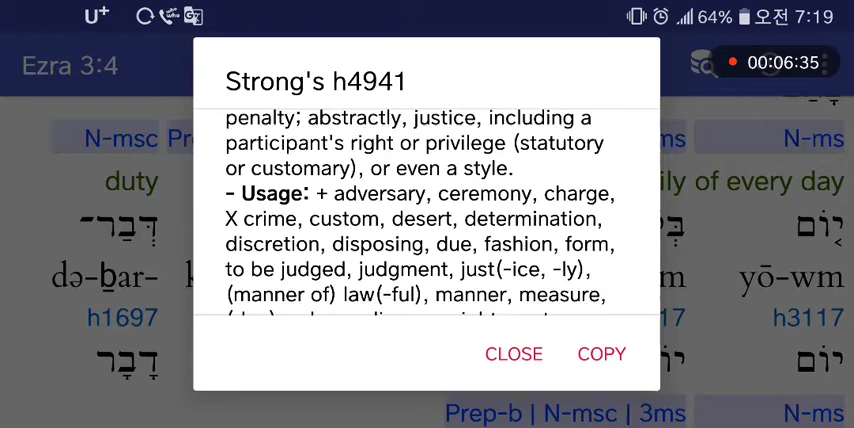 U+ 64% 오전 7:19
Ezra 3:4 00:06:35
Strong's h4941
penalty; abstractly, justice, including a
participant's right or privilege (statutory
or customary), or even a style.
- Usage: + adversary, ceremony, charge,
X crime, custom, desert, determination,
discretion, disposing, due, fashion, form,
to be judged, judgment, just(-ice, -ly),
(manner of) law(-ful), manner, measure,
CLOSE COPY
N-msc Pr ms N-ms
duty ily of every day
דְּבַר־ יֽוֹם
də-ḇar- m yō-wm
h1697 17 h3117
דָּבָר יוֹם
Prep-b | N-msc | 3ms N-ms